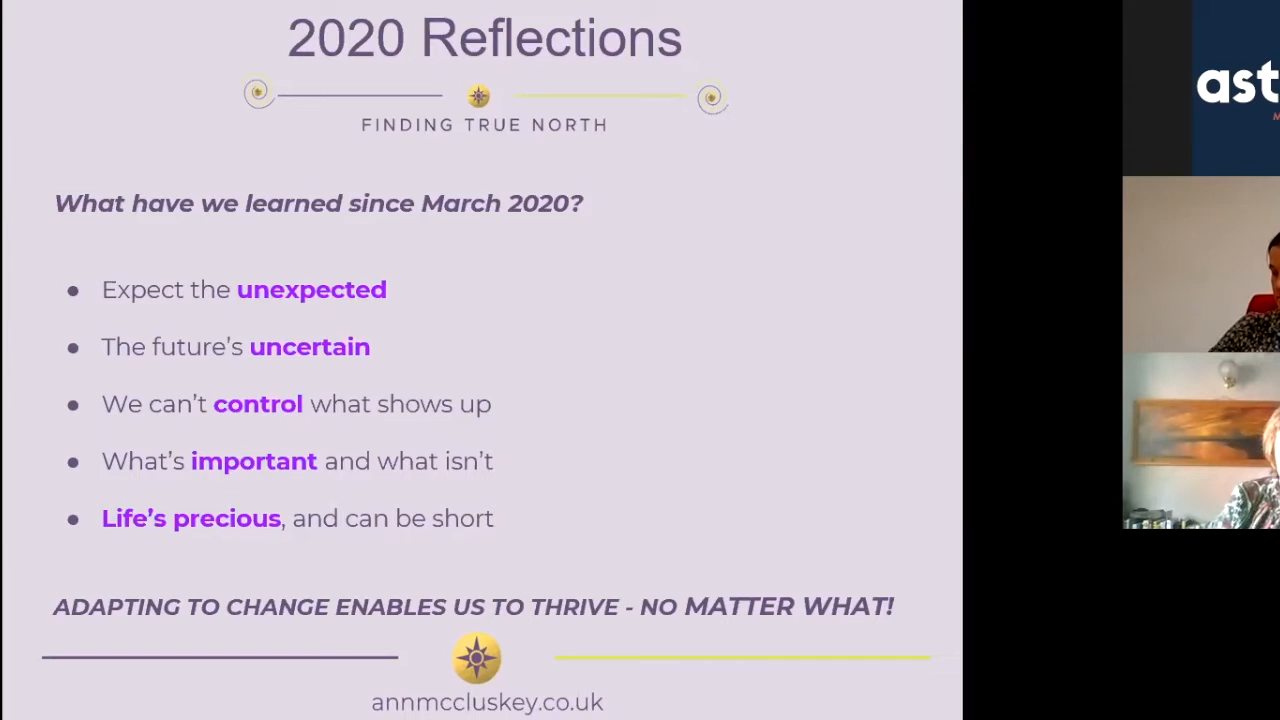 2020 Reflections
FINDING TRUE NORTH
What have we learned since March 2020?
● Expect the unexpected
● The future's uncertain
● We can't control what shows up
● What's important and what isn't
● Life's precious, and can be short
ADAPTING TO CHANGE ENABLES US TO THRIVE - NO MATTER WHAT!
annmccluskey.co.uk
ast
M